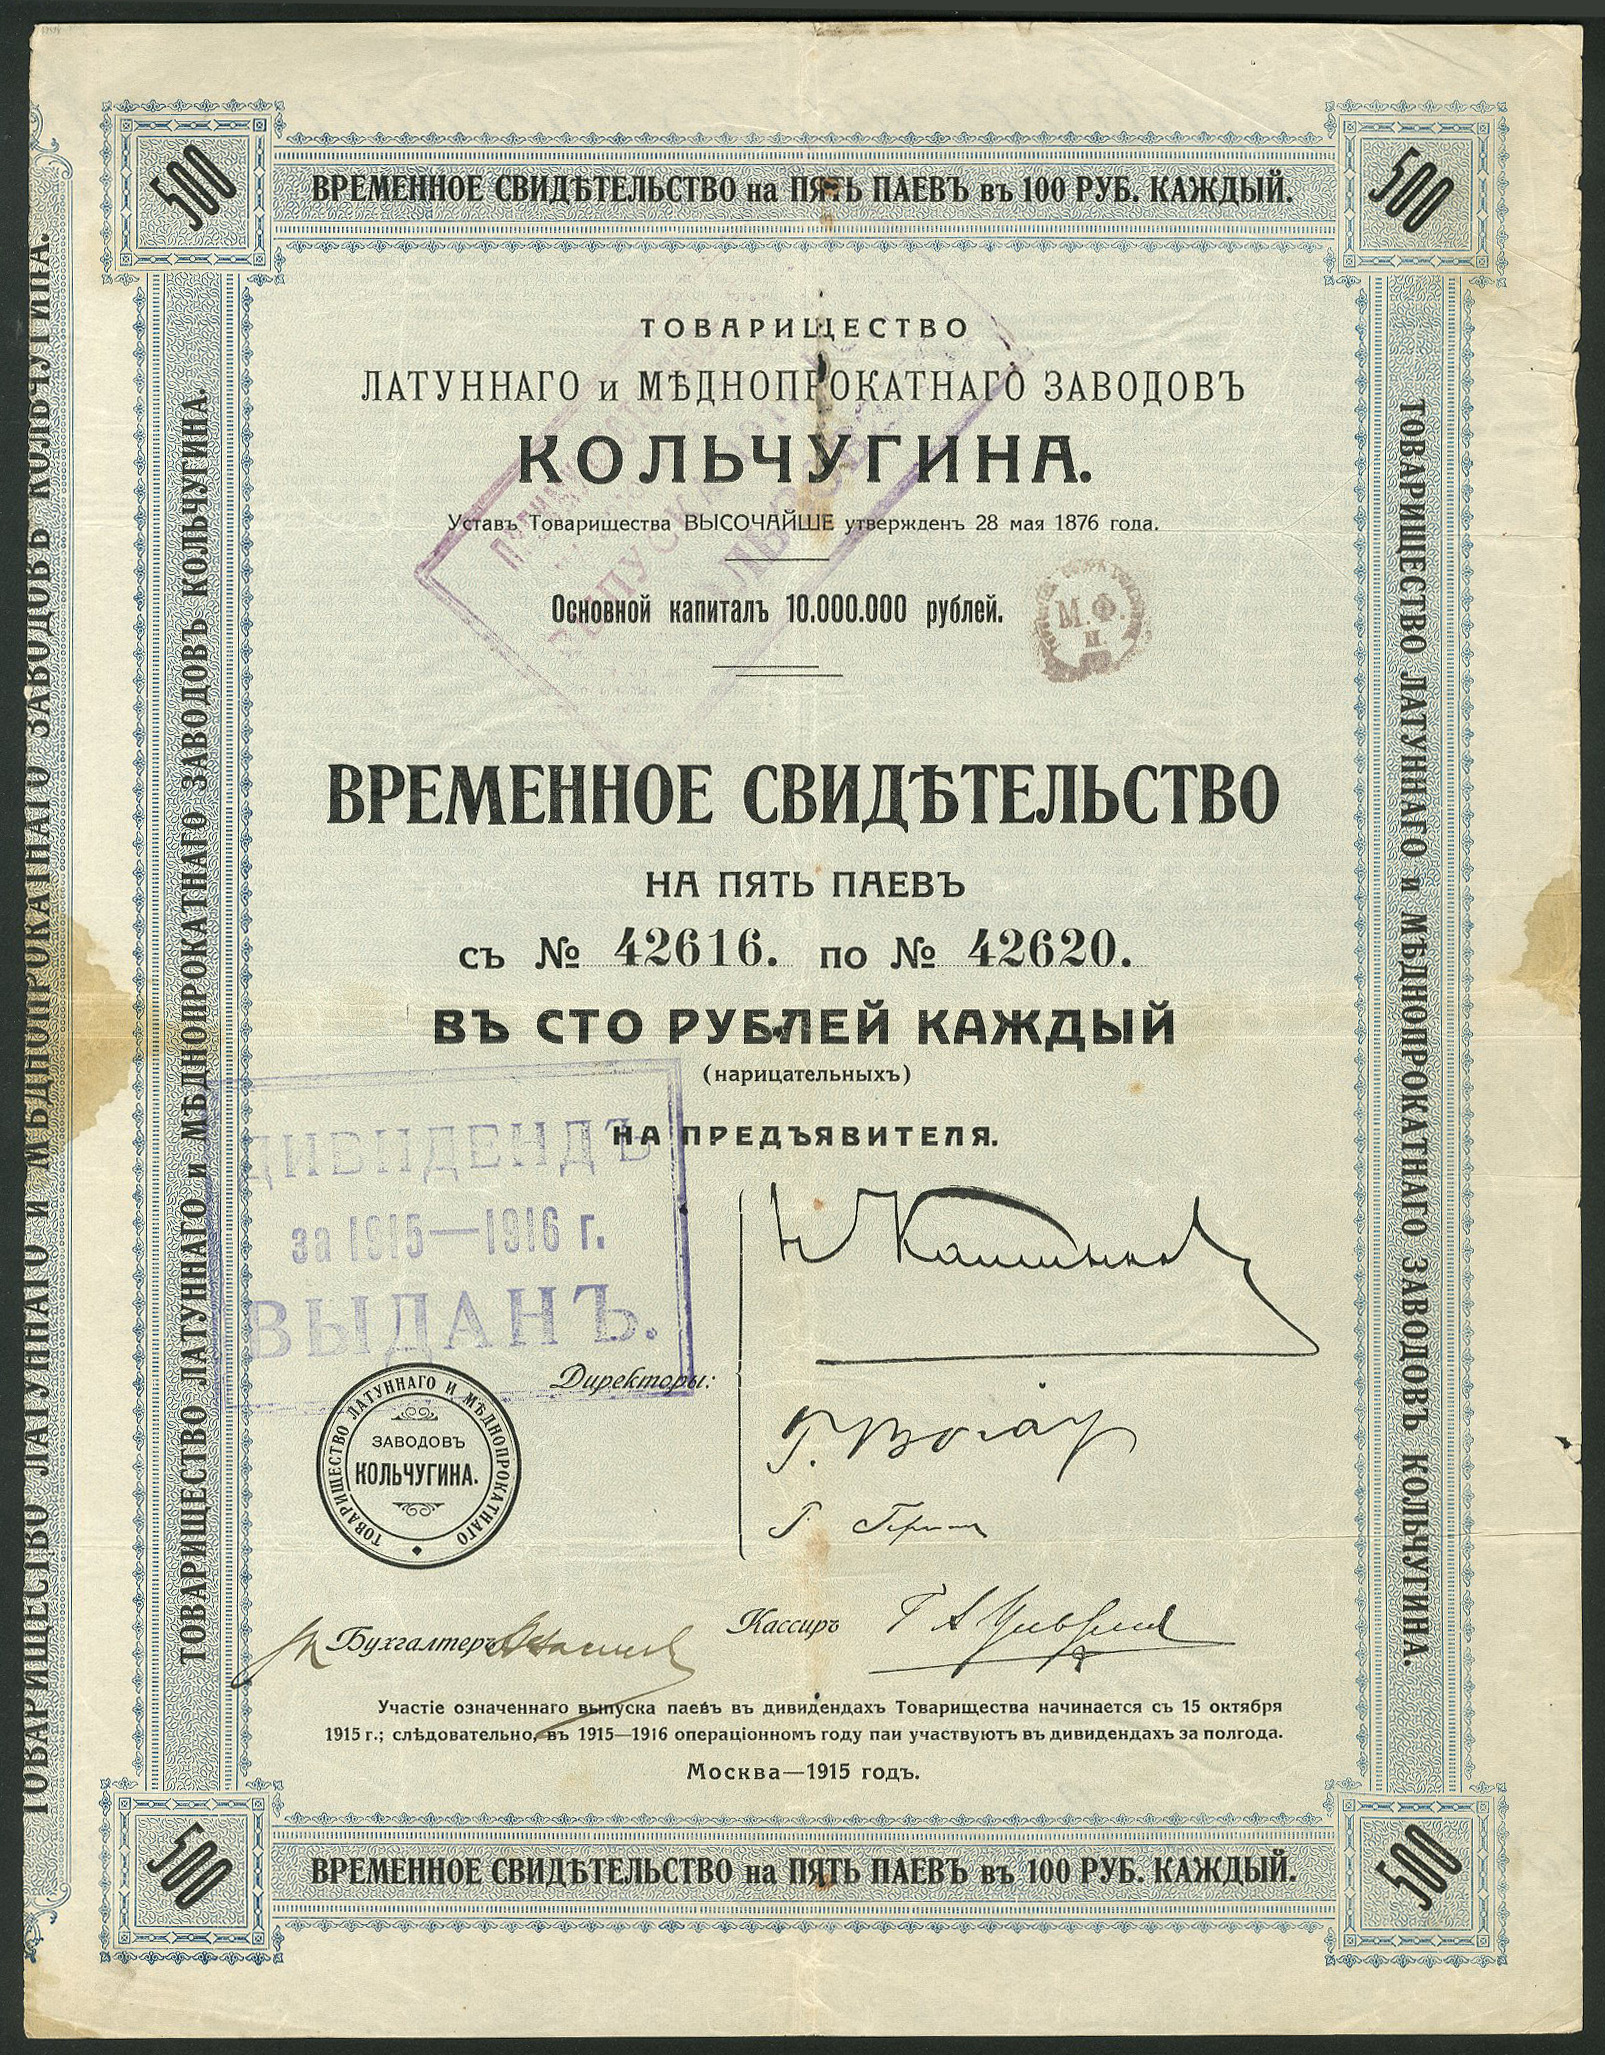 500
ВРЕМЕННОЕ СВИДѢТЕЛЬСТВО на ПЯТЬ ПАЕВЪ въ 100 РУБ. КАЖДЫЙ.
500
ТОВАРИЩЕСТВО
ЛАТУННАГО и МѢДНОПРОКАТНАГО ЗАВОДОВЪ
КОЛЬЧУГИНА.
Уставъ Товарищества ВЫСОЧАЙШЕ утвержденъ 28 мая 1876 года.
Основной капиталъ 10.000.000 рублей.
М.Ф.
ВРЕМЕННОЕ СВИДѢТЕЛЬСТВО
НА ПЯТЬ ПАЕВЪ
съ № 42616. по № 42620.
ВЪ СТО РУБЛЕЙ КАЖДЫЙ
(нарицательныхъ)
НА ПРЕДЪЯВИТЕЛЯ.
ДИВИДЕНДЪ
за 1915—1916 г.
ВЫДАНЪ.
Директоры:
ТОВАРИЩЕСТВО ЛАТУННАГО И МѢДНОПРОКАТНАГО
ЗАВОДОВЪ
КОЛЬЧУГИНА.
Бухгалтеръ
Кассиръ
Участіе означеннаго выпуска паевъ въ дивидендахъ Товарищества начинается съ 15 октября
1915 г.; слѣдовательно, въ 1915—1916 операціонномъ году паи участвуютъ въ дивидендахъ за полгода.
Москва—1915 годъ.
500
ВРЕМЕННОЕ СВИДѢТЕЛЬСТВО на ПЯТЬ ПАЕВЪ въ 100 РУБ. КАЖДЫЙ.
500
ТОВАРИЩЕСТВО ЛАТУННАГО И МѢДНОПРОКАТНАГО ЗАВОДОВЪ КОЛЬЧУГИНА.
ТОВАРИЩЕСТВО ЛАТУННАГО и МѢДНОПРОКАТНАГО ЗАВОДОВЪ КОЛЬЧУГИНА.
ТОВАРИЩЕСТВО ЛАТУННАГО и МѢДНОПРОКАТНАГО ЗАВОДОВЪ КОЛЬЧУГИНА.